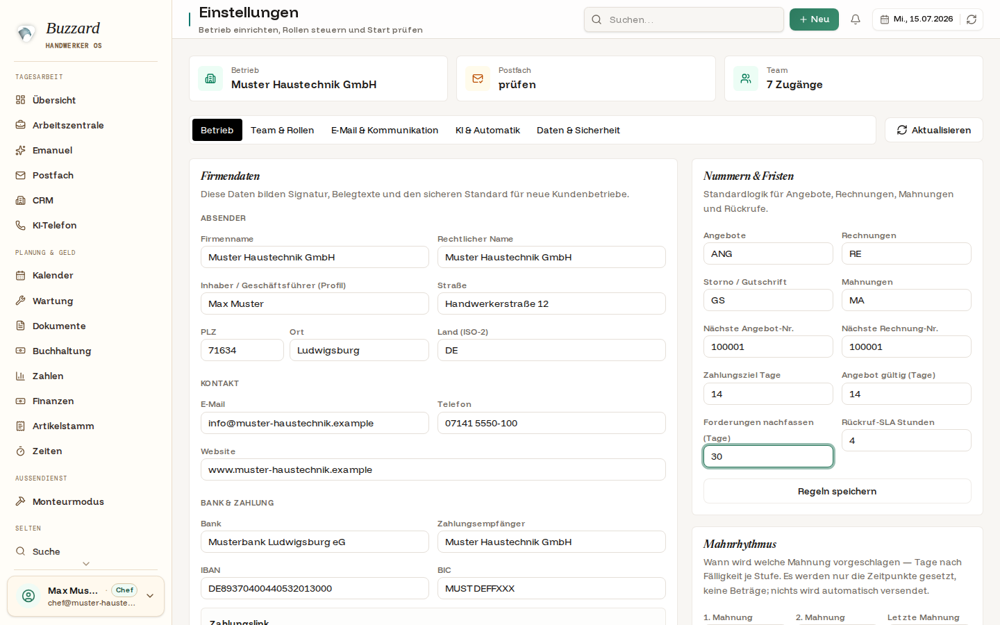 Buzzard
HANDWERKER OS
TAGESARBEIT
Übersicht
Arbeitszentrale
Emanuel
Postfach
CRM
KI-Telefon
PLANUNG & GELD
Kalender
Wartung
Dokumente
Buchhaltung
Zahlen
Finanzen
Artikelstamm
Zeiten
AUSSENDIENST
Monteurmodus
SELTEN
Suche
Max Mus... · Chef
chef@muster-hauste...
Einstellungen
Betrieb einrichten, Rollen steuern und Start prüfen
Suchen...
+ Neu
Mi., 15.07.2026
Betrieb
Muster Haustechnik GmbH
Postfach
prüfen
Team
7 Zugänge
Betrieb Team & Rollen E-Mail & Kommunikation KI & Automatik Daten & Sicherheit
Aktualisieren
Firmendaten
Diese Daten bilden Signatur, Belegtexte und den sicheren Standard für neue Kundenbetriebe.
ABSENDER
Firmenname Rechtlicher Name
Muster Haustechnik GmbH Muster Haustechnik GmbH
Inhaber / Geschäftsführer (Profil) Straße
Max Muster Handwerkerstraße 12
PLZ Ort Land (ISO-2)
71634 Ludwigsburg DE
KONTAKT
E-Mail Telefon
info@muster-haustechnik.example 07141 5550-100
Website
www.muster-haustechnik.example
BANK & ZAHLUNG
Bank Zahlungsempfänger
Musterbank Ludwigsburg eG Muster Haustechnik GmbH
IBAN BIC
DE89370400440532013000 MUSTDEFFXXX
Zahlungslink
Nummern & Fristen
Standardlogik für Angebote, Rechnungen, Mahnungen
und Rückrufe.
Angebote Rechnungen
ANG RE
Storno / Gutschrift Mahnungen
GS MA
Nächste Angebot-Nr. Nächste Rechnung-Nr.
100001 100001
Zahlungsziel Tage Angebot gültig (Tage)
14 14
Forderungen nachfassen Rückruf-SLA Stunden
(Tage)
30 4
Regeln speichern
Mahnrhythmus
Wann wird welche Mahnung vorgeschlagen — Tage nach
Fälligkeit je Stufe. Es werden nur die Zeitpunkte gesetzt,
keine Beträge; nichts wird automatisch versendet.
1. Mahnung 2. Mahnung Letzte Mahnung